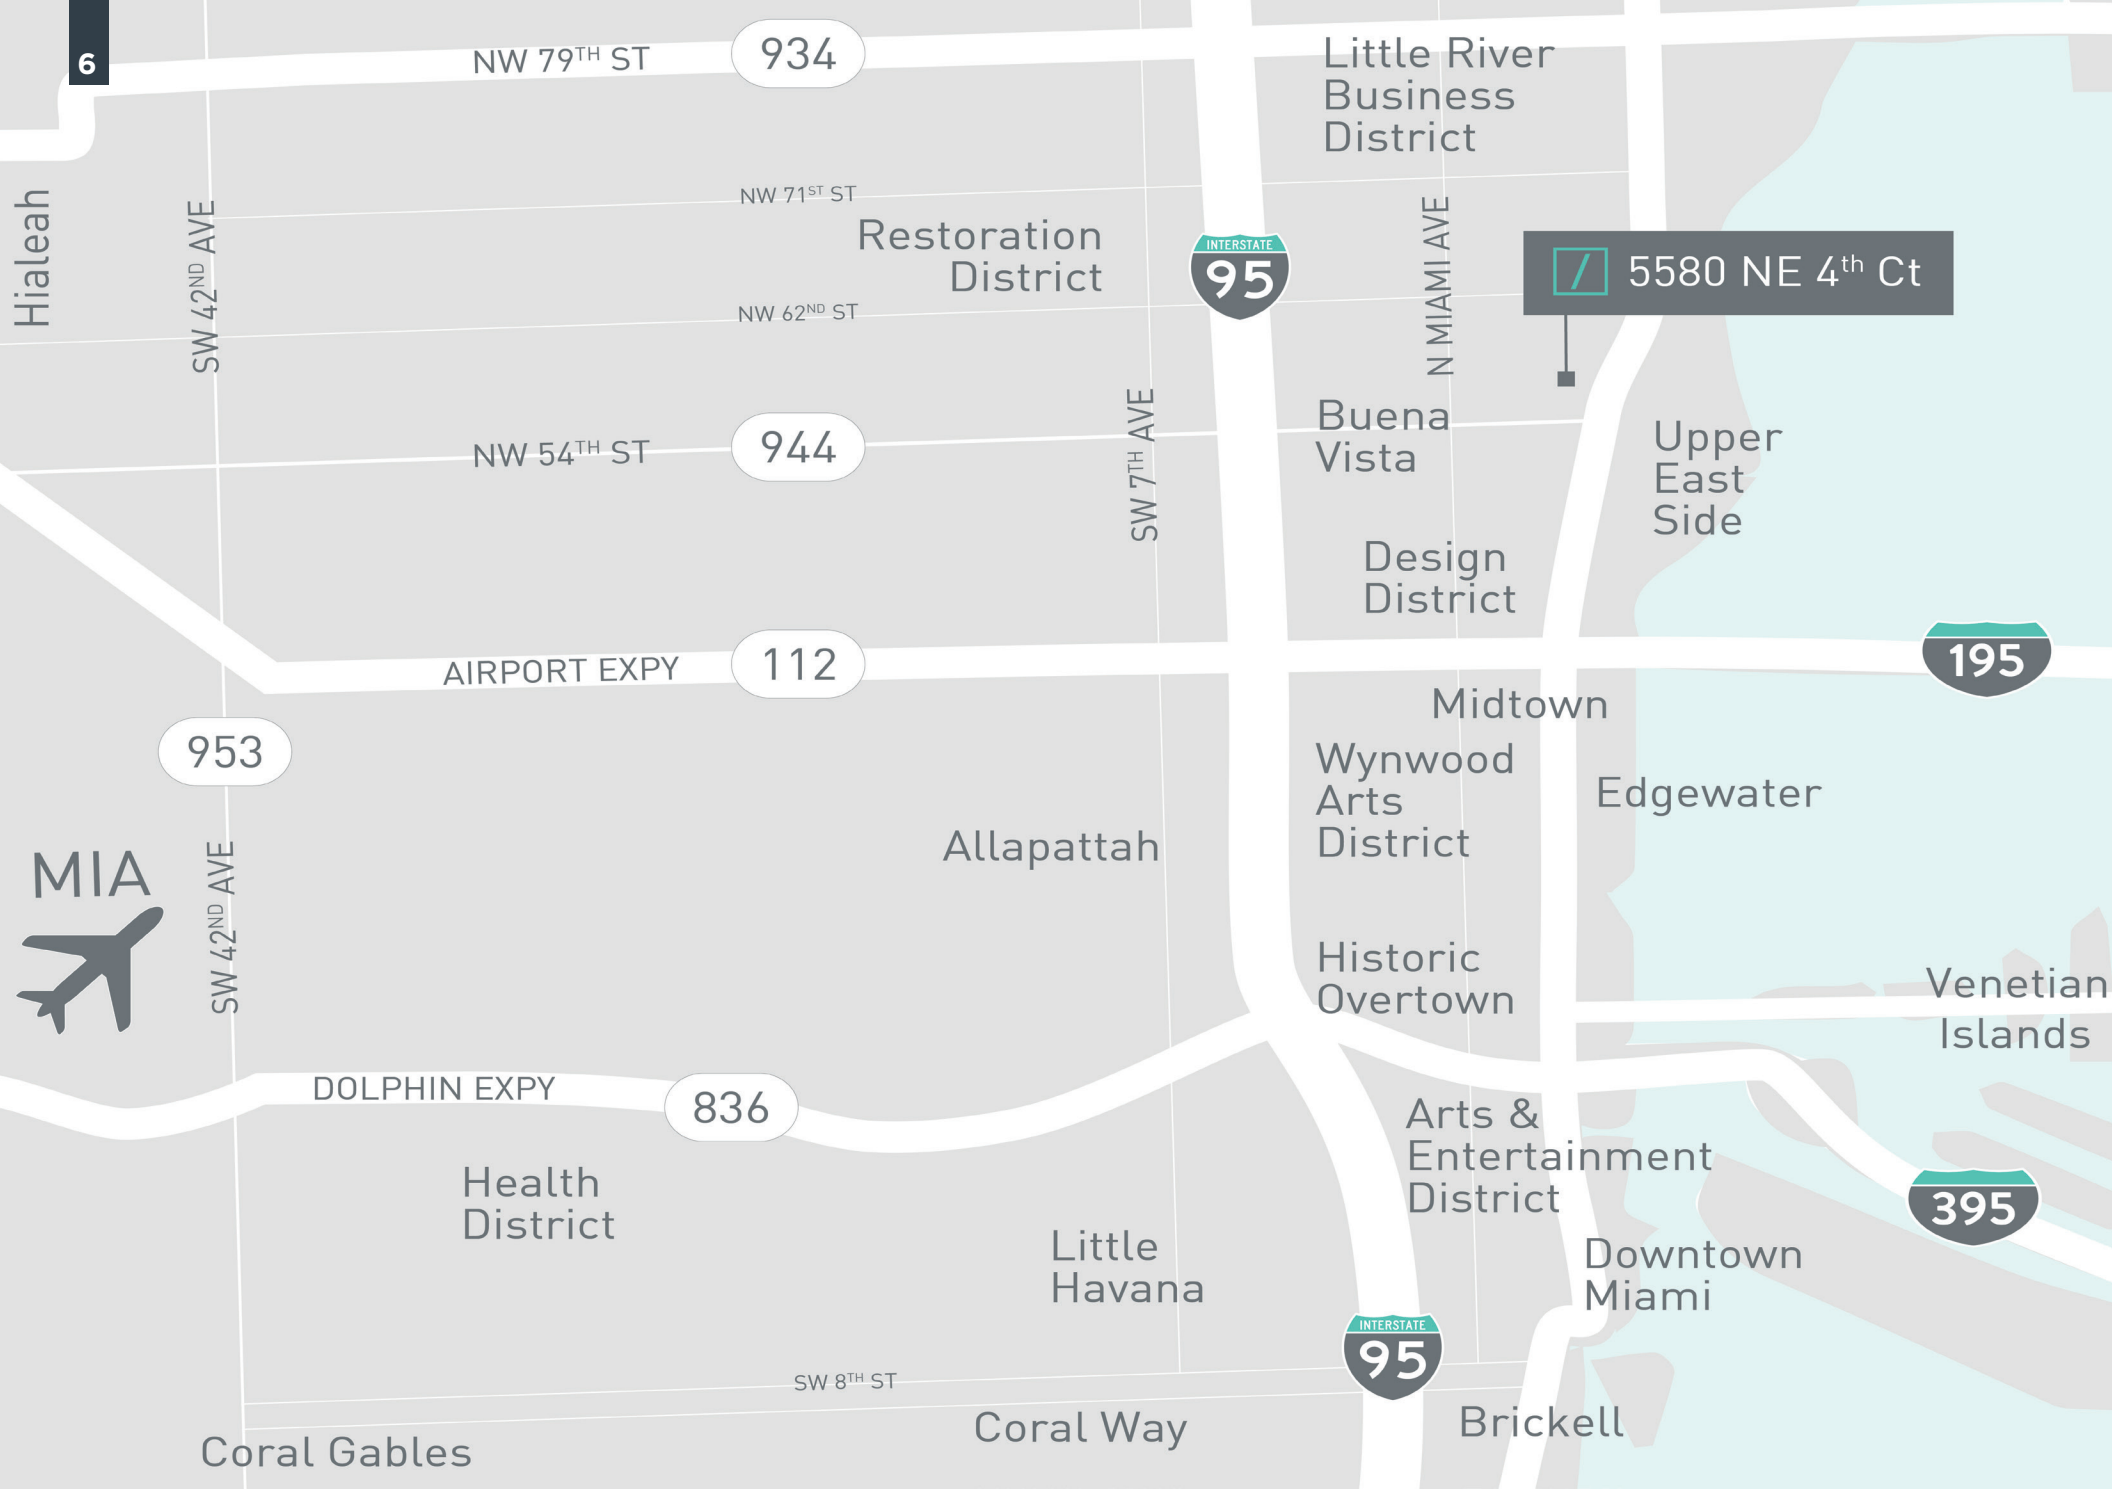 6
NW 79TH ST
934
Little River
Business
District
Hialeah
SW 42ND AVE
NW 71ST ST
Restoration
District
INTERSTATE
95
N MIAMI AVE
5580 NE 4th Ct
NW 62ND ST
NW 54TH ST
944
SW 7TH AVE
Buena
Vista
Upper
East
Side
Design
District
AIRPORT EXPY
112
195
953
Midtown
Wynwood
Arts
District
Edgewater
Allapattah
MIA
SW 42ND AVE
Historic
Overtown
Venetian
Islands
DOLPHIN EXPY
836
Arts &
Entertainment
District
395
Health
District
Little
Havana
Downtown
Miami
INTERSTATE
95
SW 8TH ST
Coral Way
Brickell
Coral Gables